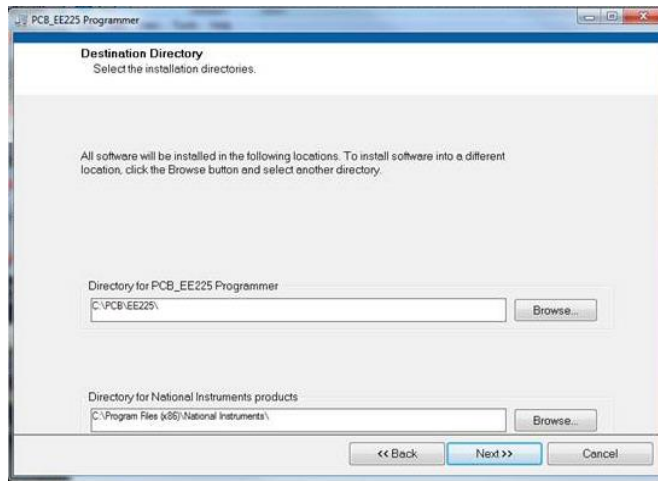 PCB_EE225 Programmer
Destination Directory
Select the installation directories.
All software will be installed in the following locations. To install software into a different
location, click the Browse button and select another directory.
Directory for PCB_EE225 Programmer
C:\PCB\EE225\
Browse...
Directory for National Instruments products
C:\Program Files (x86)\National Instruments\
Browse...
<< Back
Next >>
Cancel